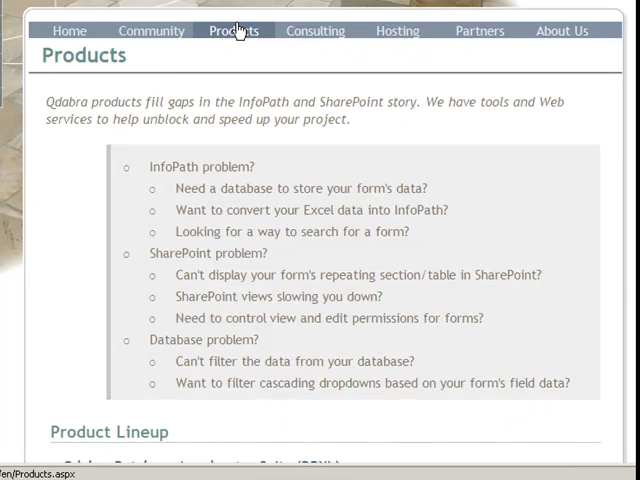 Home Community Products Consulting Hosting Partners About Us
Products
Qdabra products fill gaps in the InfoPath and SharePoint story. We have tools and Web
services to help unblock and speed up your project.
InfoPath problem?
Need a database to store your form's data?
Want to convert your Excel data into InfoPath?
Looking for a way to search for a form?
SharePoint problem?
Can't display your form's repeating section/table in SharePoint?
SharePoint views slowing you down?
Need to control view and edit permissions for forms?
Database problem?
Can't filter the data from your database?
Want to filter cascading dropdowns based on your form's field data?
Product Lineup
/en/Products.aspx